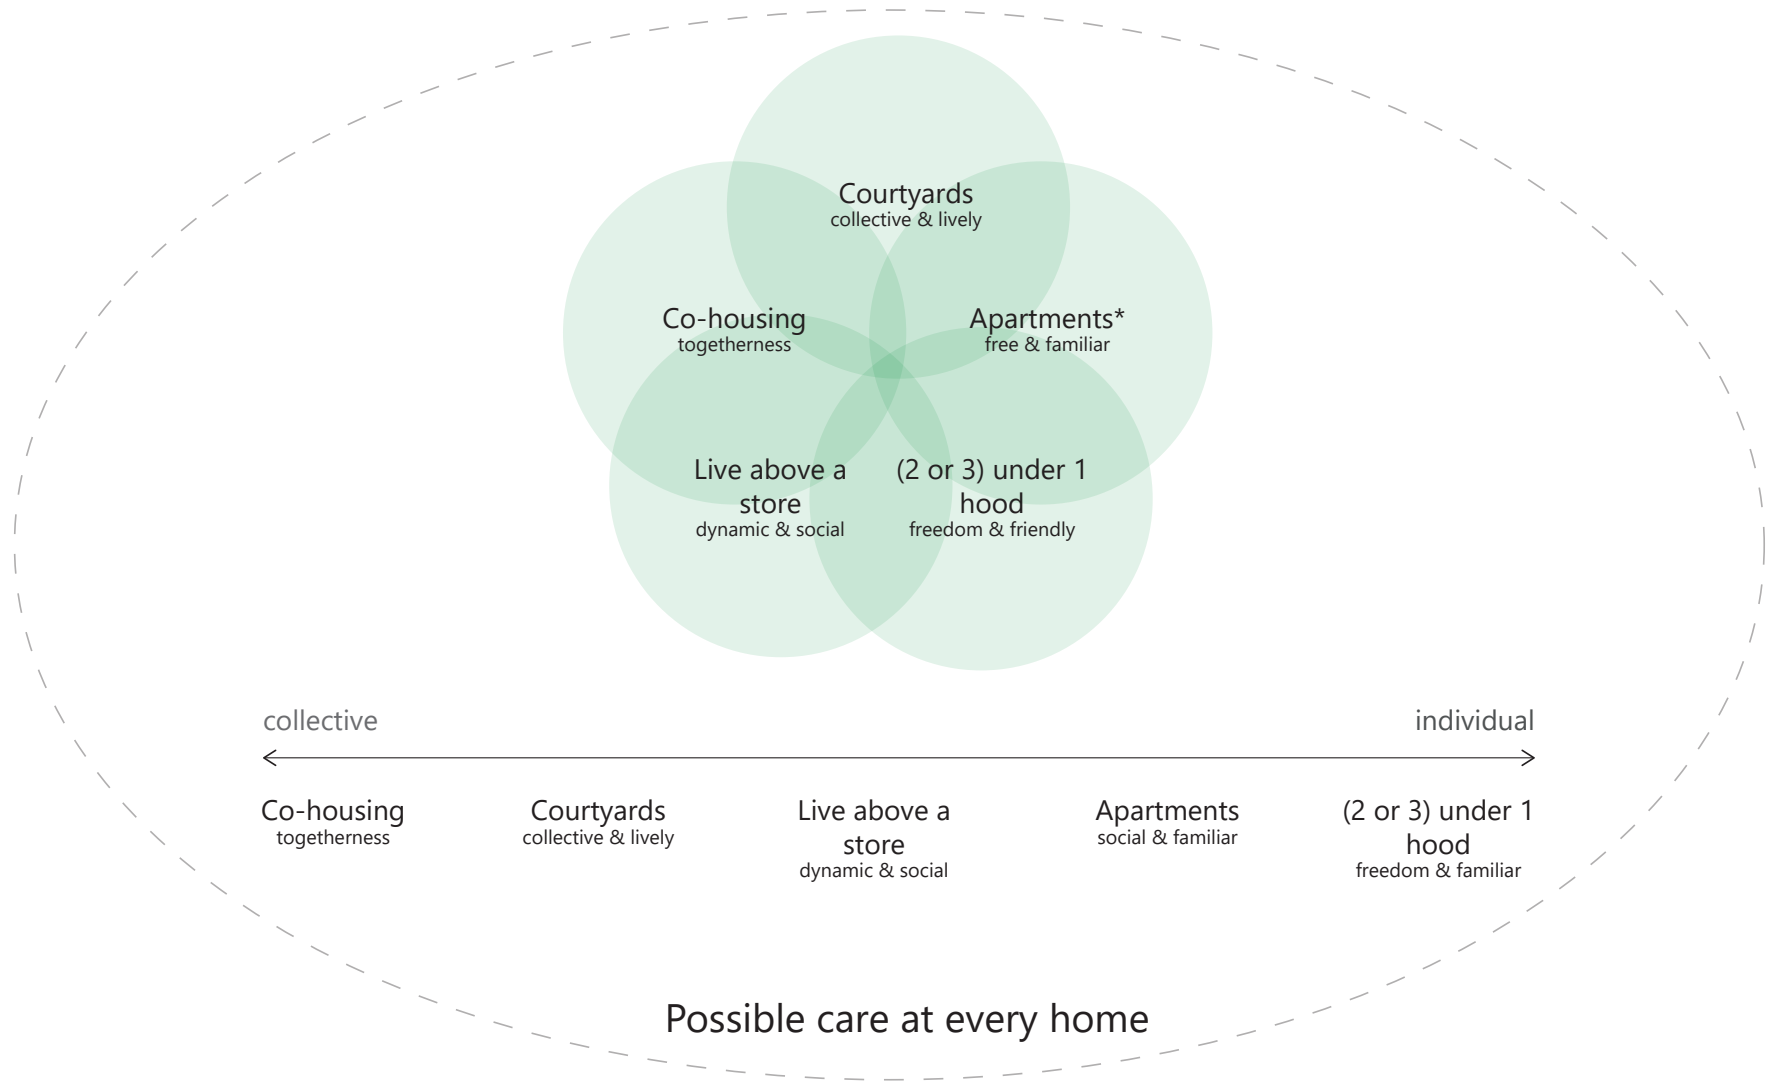 Courtyards
collective & lively
Co-housing
togetherness
Apartments*
free & familiar
Live above a
store
dynamic & social
(2 or 3) under 1
hood
freedom & friendly
collective
individual
Co-housing
togetherness
Courtyards
collective & lively
Live above a
store
dynamic & social
Apartments
social & familiar
(2 or 3) under 1
hood
freedom & familiar
Possible care at every home